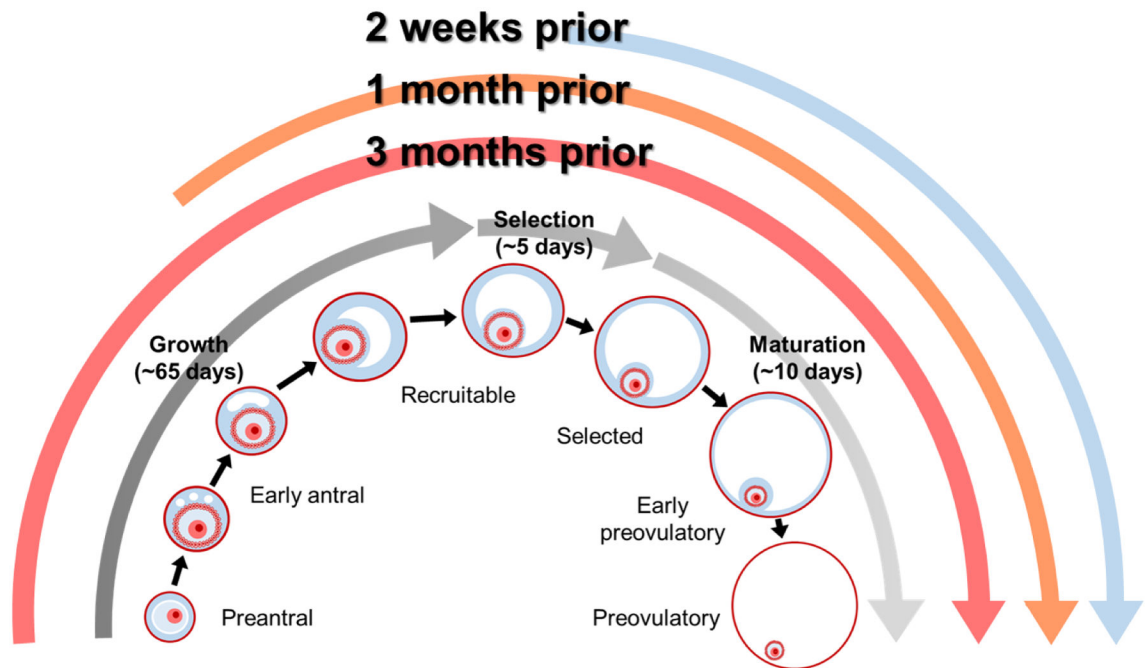 2 weeks prior
1 month prior
3 months prior
Selection
(~5 days)
Growth
(~65 days)
Maturation
(~10 days)
Recruitable
Selected
Early antral
Early
preovulatory
Preantral
Preovulatory